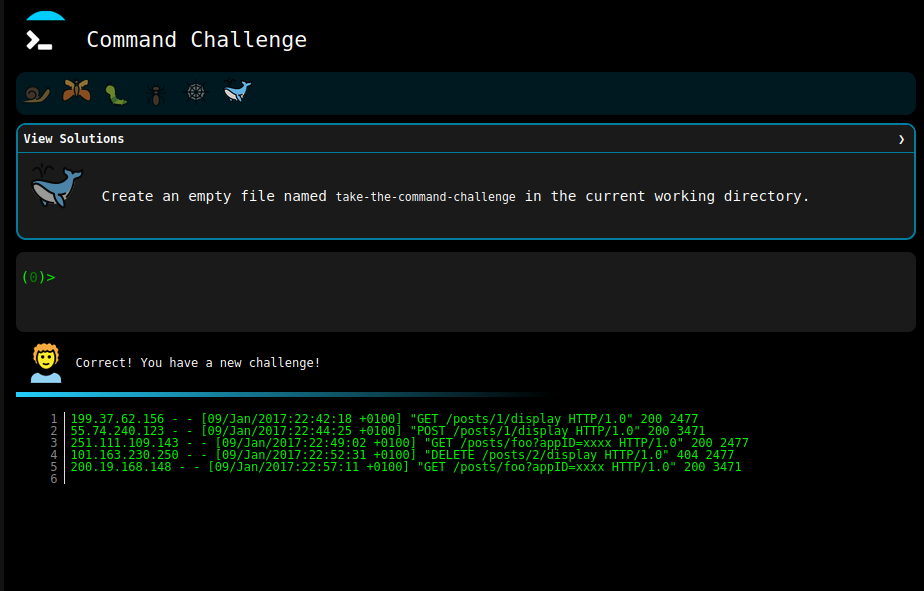 Command Challenge
View Solutions ❯
Create an empty file named take-the-command-challenge in the current working directory.
(0)>
Correct! You have a new challenge!
1 199.37.62.156 - - [09/Jan/2017:22:42:18 +0100] "GET /posts/1/display HTTP/1.0" 200 2477
2 55.74.240.123 - - [09/Jan/2017:22:44:25 +0100] "POST /posts/1/display HTTP/1.0" 200 3471
3 251.111.109.143 - - [09/Jan/2017:22:49:02 +0100] "GET /posts/foo?appID=xxxx HTTP/1.0" 200 2477
4 101.163.230.250 - - [09/Jan/2017:22:52:31 +0100] "DELETE /posts/2/display HTTP/1.0" 404 2477
5 200.19.168.148 - - [09/Jan/2017:22:57:11 +0100] "GET /posts/foo?appID=xxxx HTTP/1.0" 200 3471
6